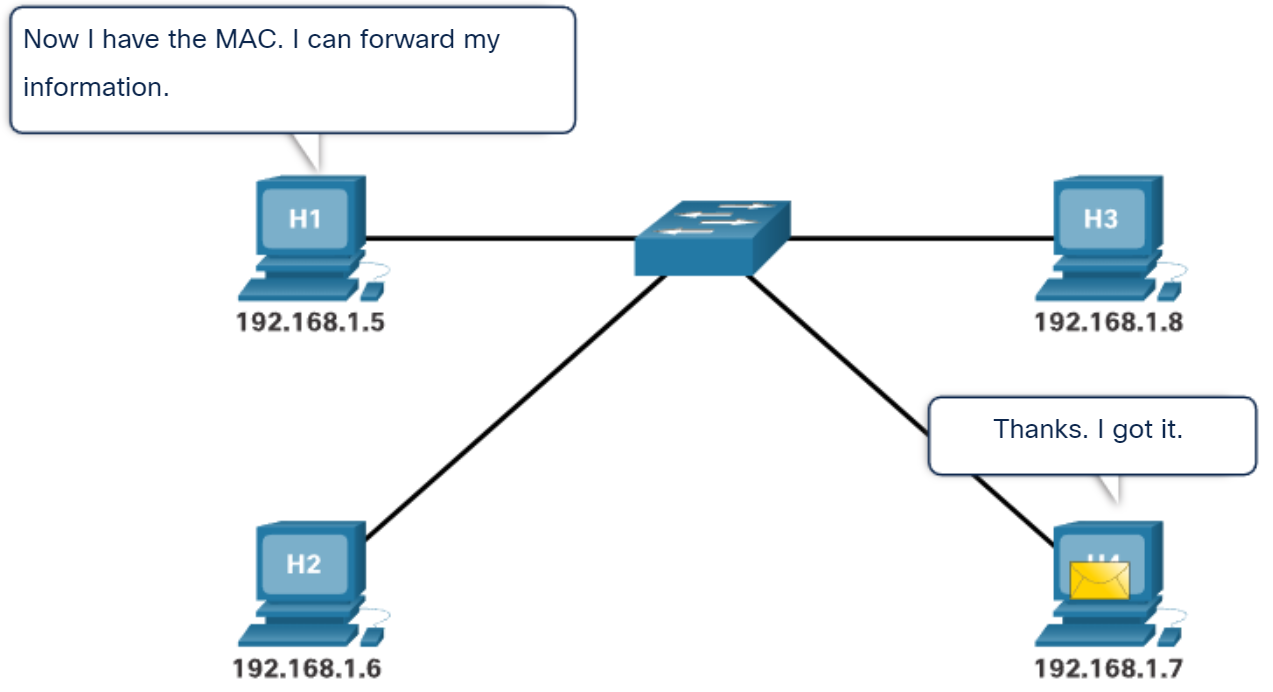 Now I have the MAC. I can forward my
information.
H1
H3
192.168.1.5
192.168.1.8
Thanks. I got it.
H2
192.168.1.6
192.168.1.7